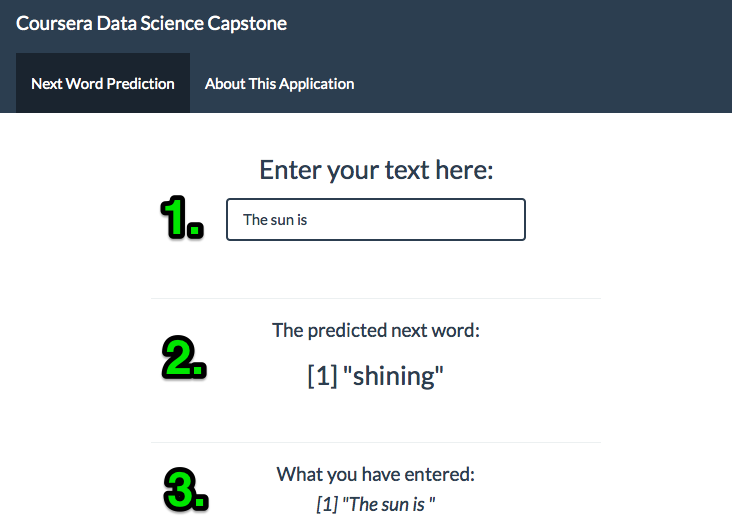 Coursera Data Science Capstone
Next Word Prediction About This Application
Enter your text here:
1. The sun is
The predicted next word:
2. [1] "shining"
What you have entered:
3. [1] "The sun is "